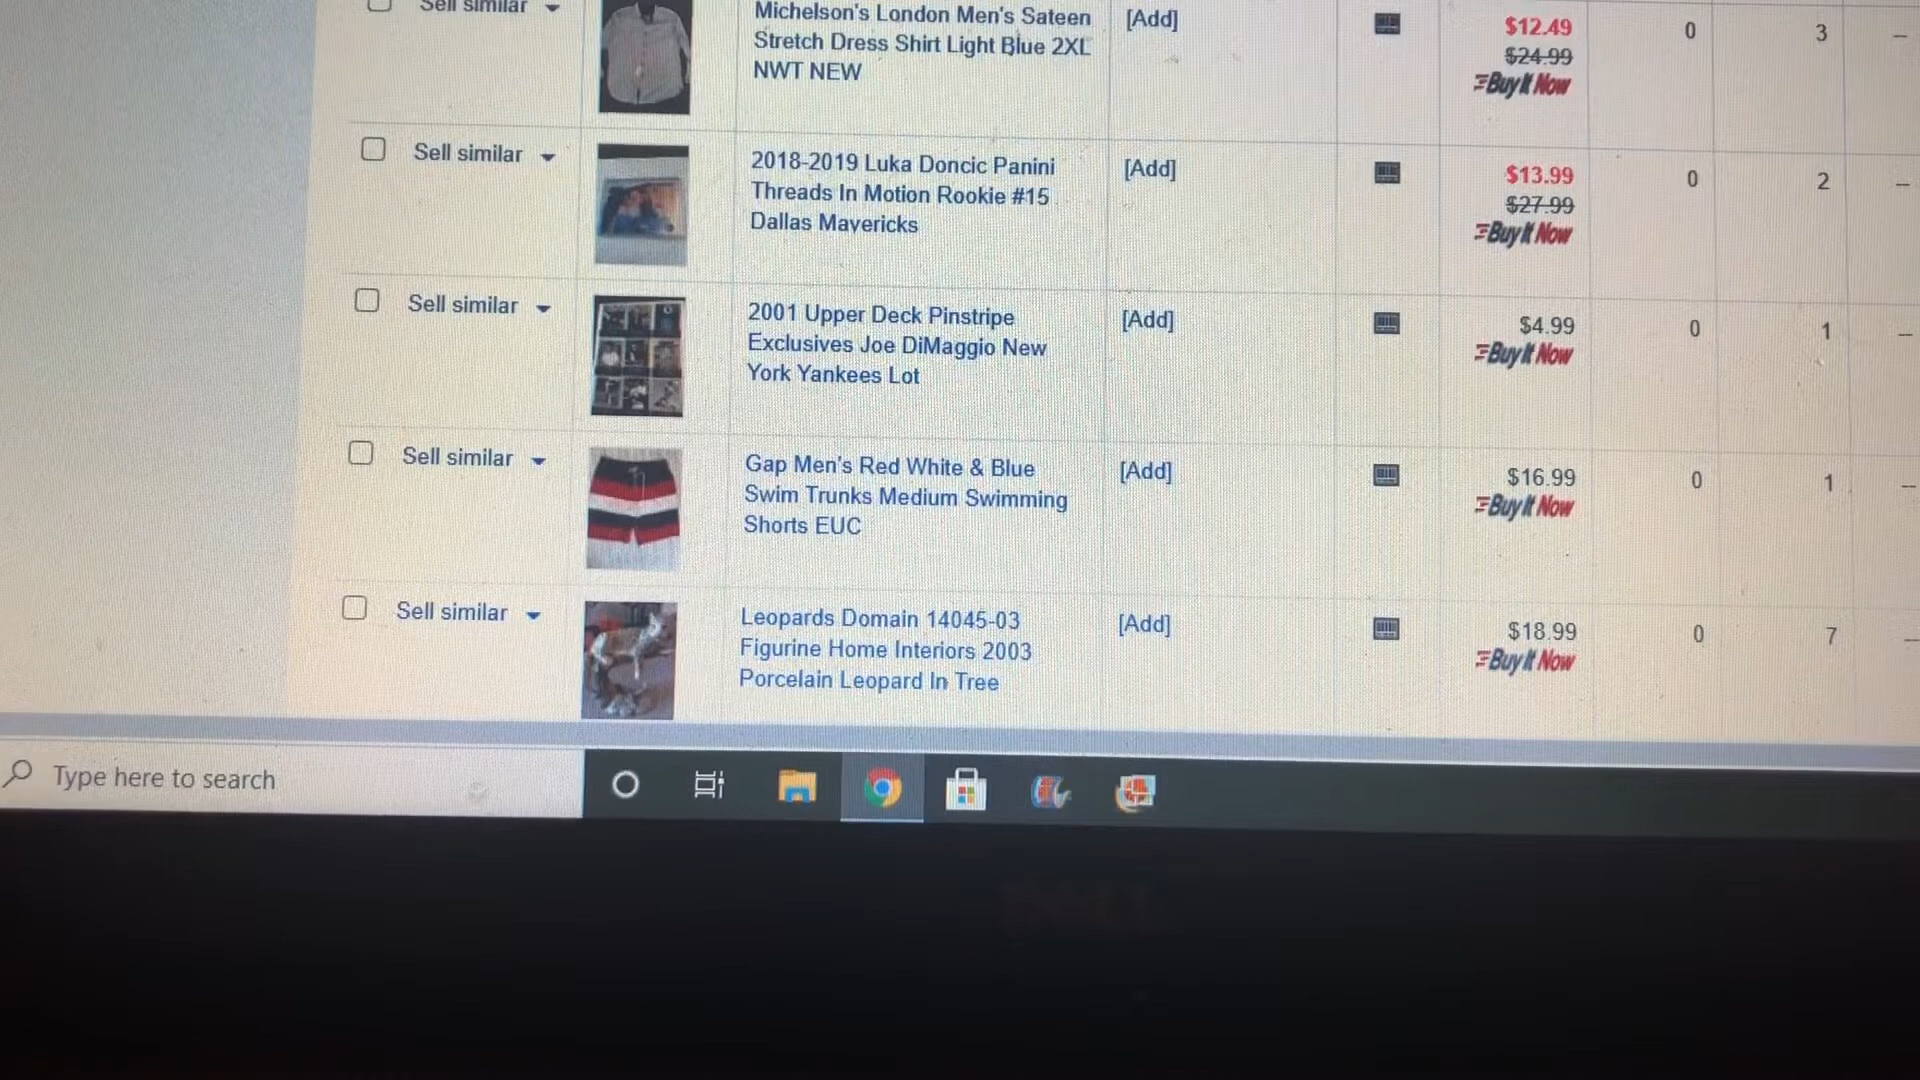 Sell similar
Michelson's London Men's Sateen
Stretch Dress Shirt Light Blue 2XL
NWT NEW
[Add]
$12.49
$24.99
Buy It Now
0
3
--
Sell similar
2018-2019 Luka Doncic Panini
Threads In Motion Rookie #15
Dallas Mavericks
[Add]
$13.99
$27.99
Buy It Now
0
2
--
Sell similar
2001 Upper Deck Pinstripe
Exclusives Joe DiMaggio New
York Yankees Lot
[Add]
$4.99
Buy It Now
0
1
--
Sell similar
Gap Men's Red White & Blue
Swim Trunks Medium Swimming
Shorts EUC
[Add]
$16.99
Buy It Now
0
1
--
Sell similar
Leopards Domain 14045-03
Figurine Home Interiors 2003
Porcelain Leopard In Tree
[Add]
$18.99
Buy It Now
0
7
--
Type here to search